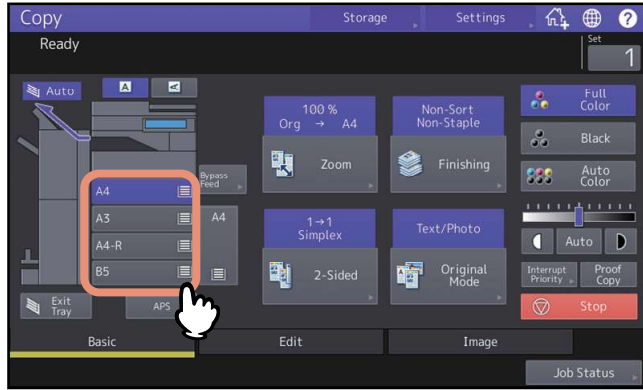 Copy
Storage
Settings
?
Ready
Set
1
Auto
A
A
100 %
Org → A4
Zoom
Non-Sort
Non-Staple
Finishing
Full
Color
Black
Auto
Color
Bypass
Feed
A4
A3
A4-R
B5
A4
1→1
Simplex
2-Sided
Text/Photo
Original
Mode
Auto
Interrupt
Priority
Proof
Copy
Exit
Tray
APS
Stop
Basic
Edit
Image
Job Status